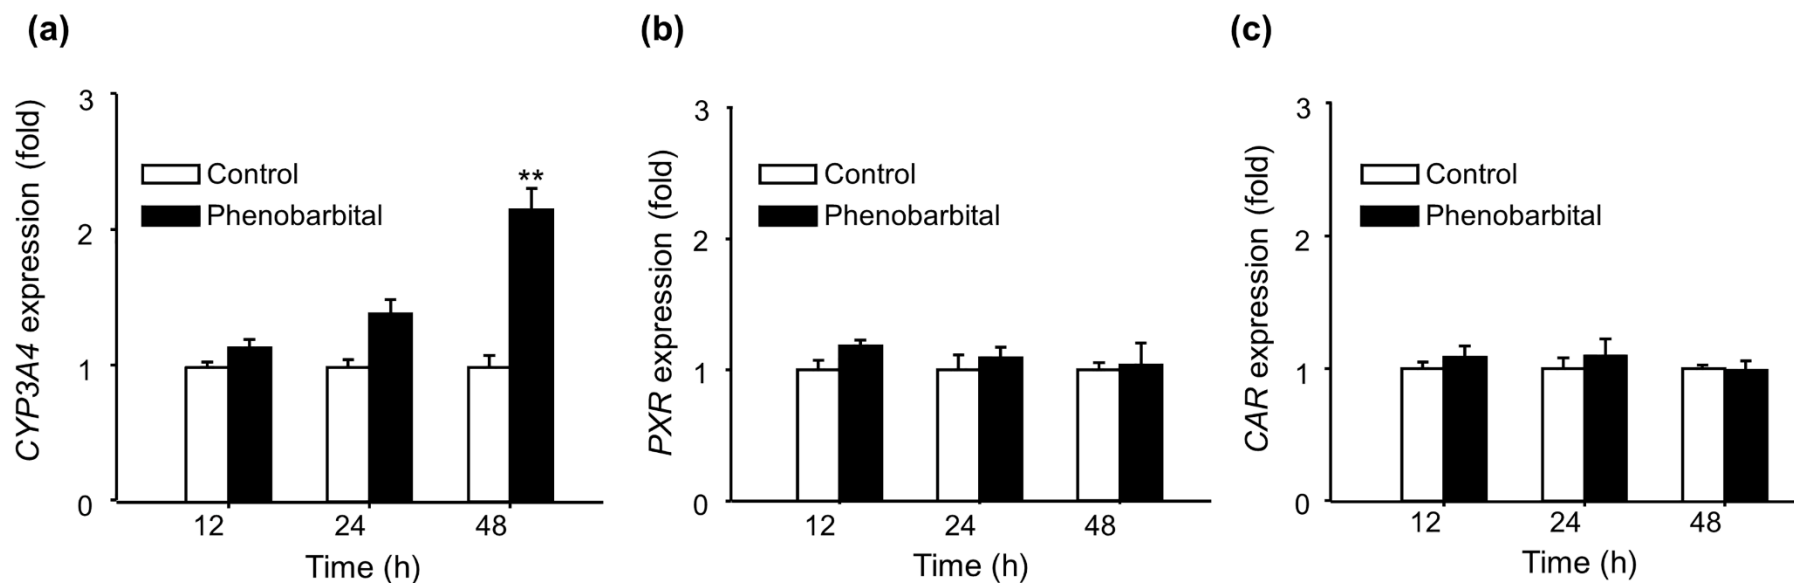 (a)
CYP3A4 expression (fold)
3
2
1
0
Control
Phenobarbital
**
12 24 48
Time (h)
(b)
PXR expression (fold)
3
2
1
0
Control
Phenobarbital
12 24 48
Time (h)
(c)
CAR expression (fold)
3
2
1
0
Control
Phenobarbital
12 24 48
Time (h)